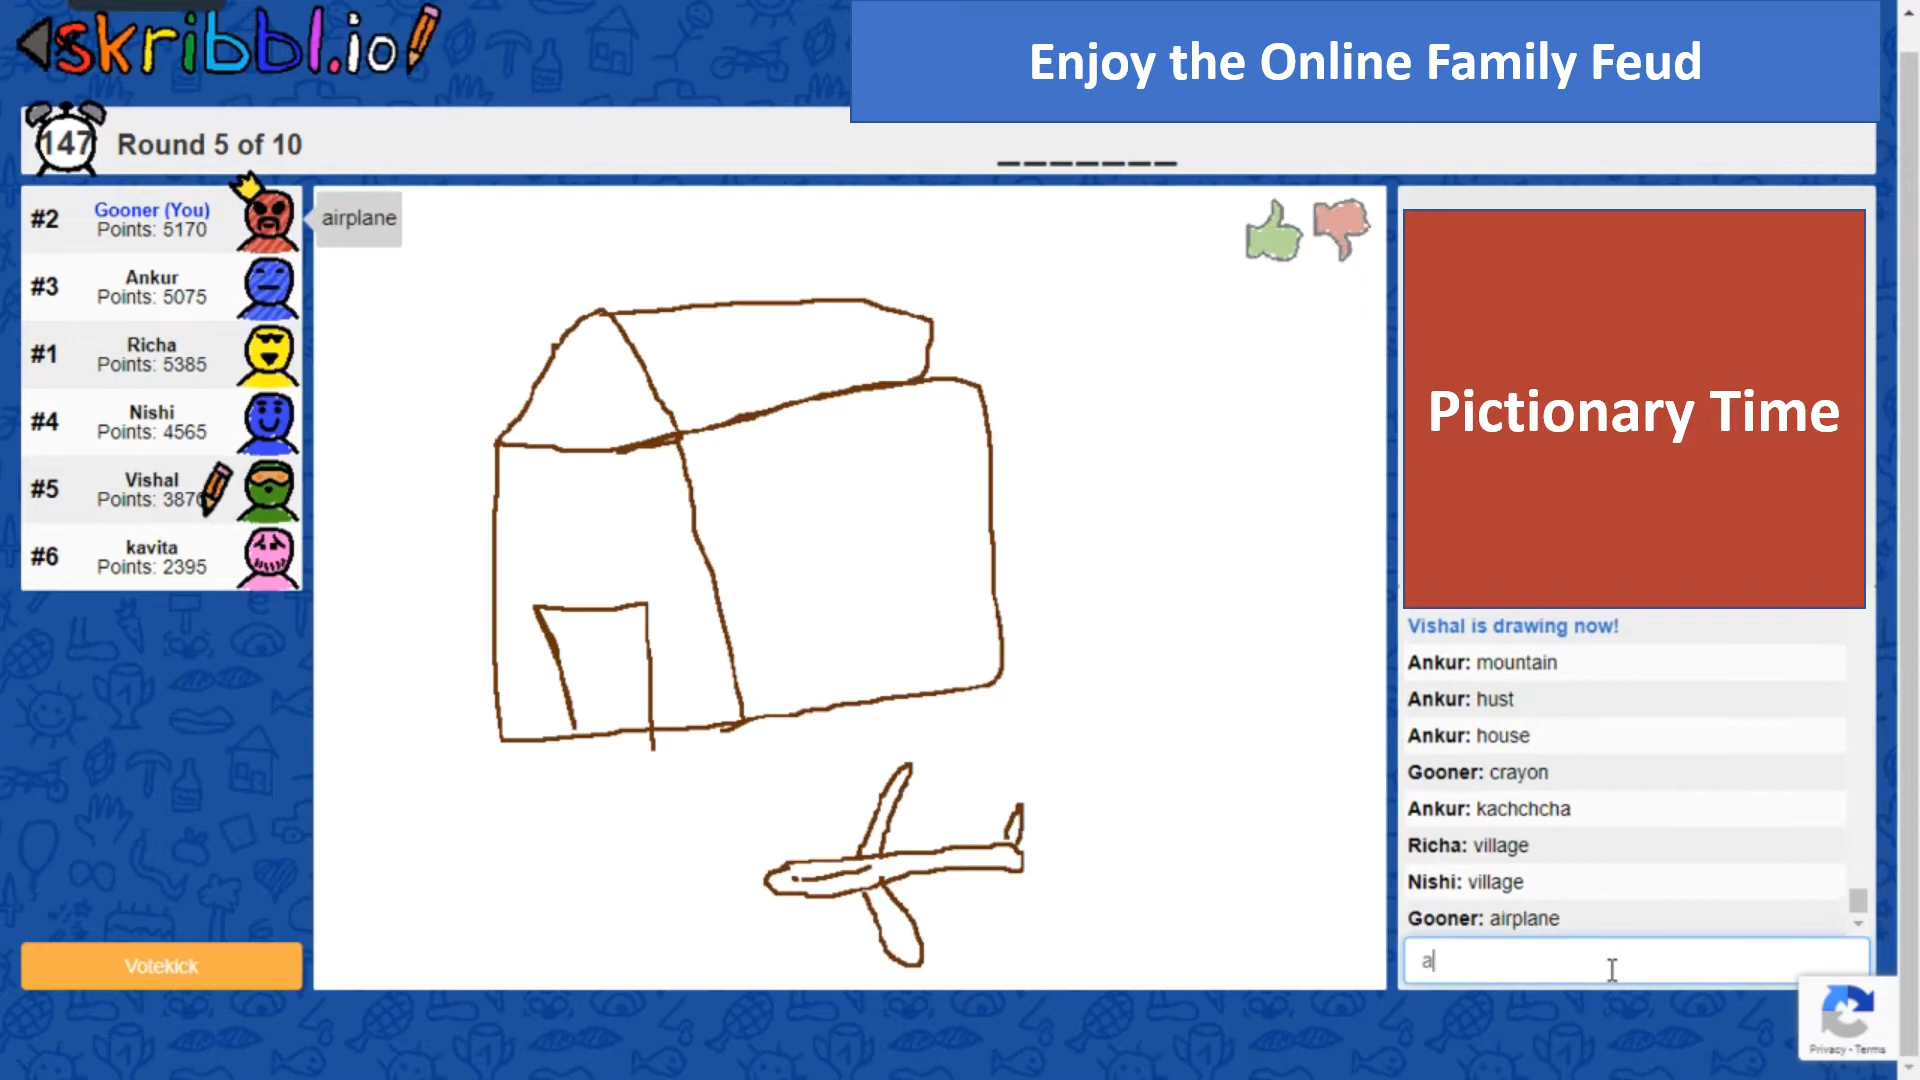 skribbl.io
Enjoy the Online Family Feud
147
Round 5 of 10
_______
#2
Gooner (You)
Points: 5170
airplane
#3
Ankur
Points: 5075
#1
Richa
Points: 5385
#4
Nishi
Points: 4565
#5
Vishal
Points: 3870
#6
kavita
Points: 2395
Votekick
Pictionary Time
Vishal is drawing now!
Ankur: mountain
Ankur: hust
Ankur: house
Gooner: crayon
Ankur: kachchcha
Richa: village
Nishi: village
Gooner: airplane
a
Privacy - Terms